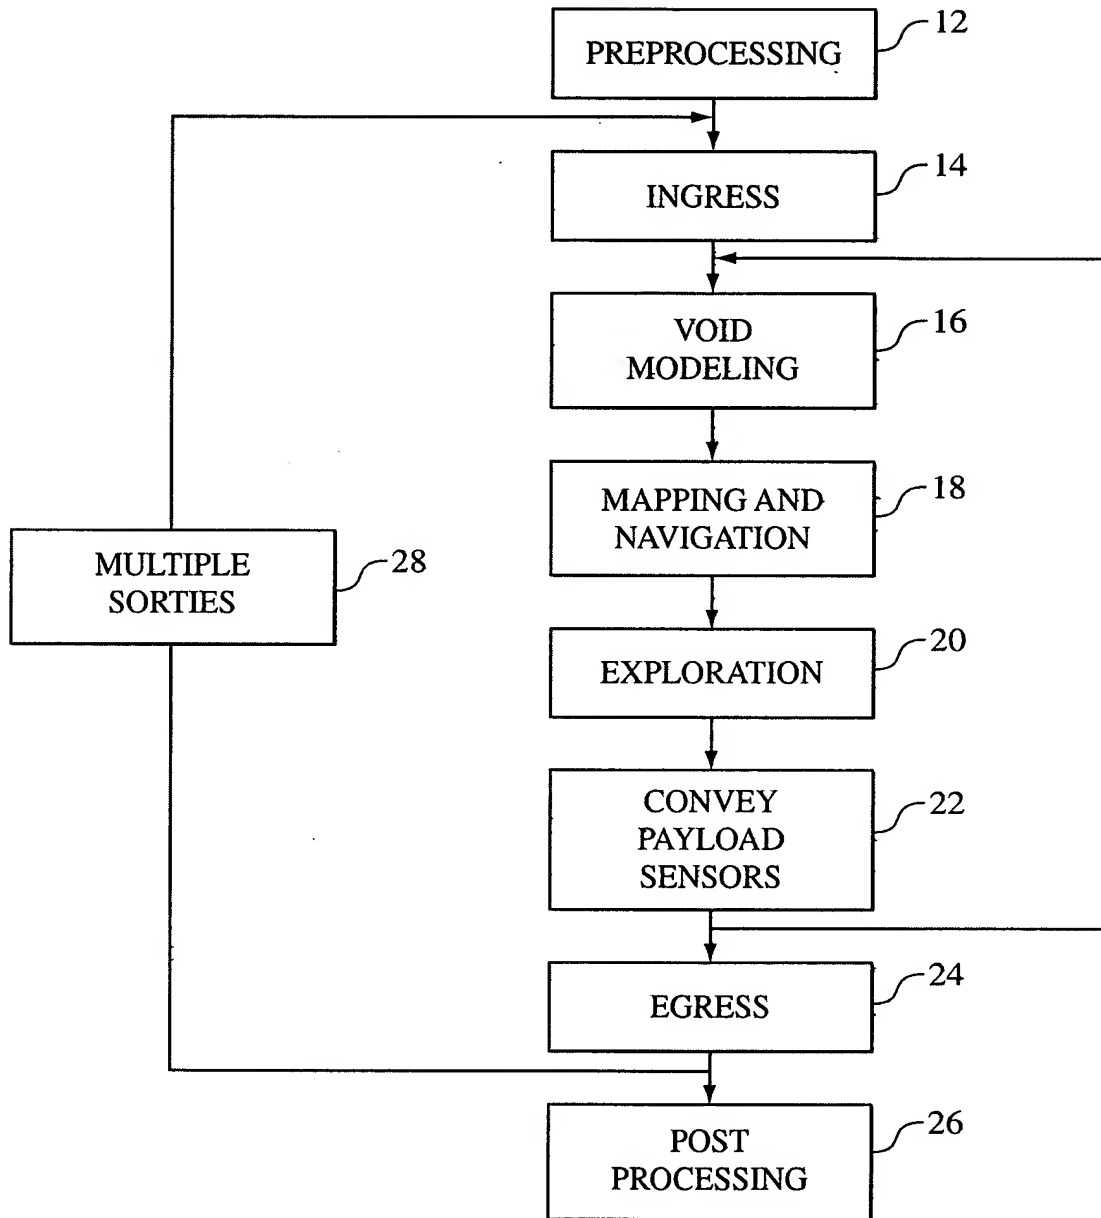 PREPROCESSING
12
INGRESS
14
VOID
MODELING
16
MAPPING AND
NAVIGATION
18
MULTIPLE
SORTIES
28
EXPLORATION
20
CONVEY
PAYLOAD
SENSORS
22
EGRESS
24
POST
PROCESSING
26